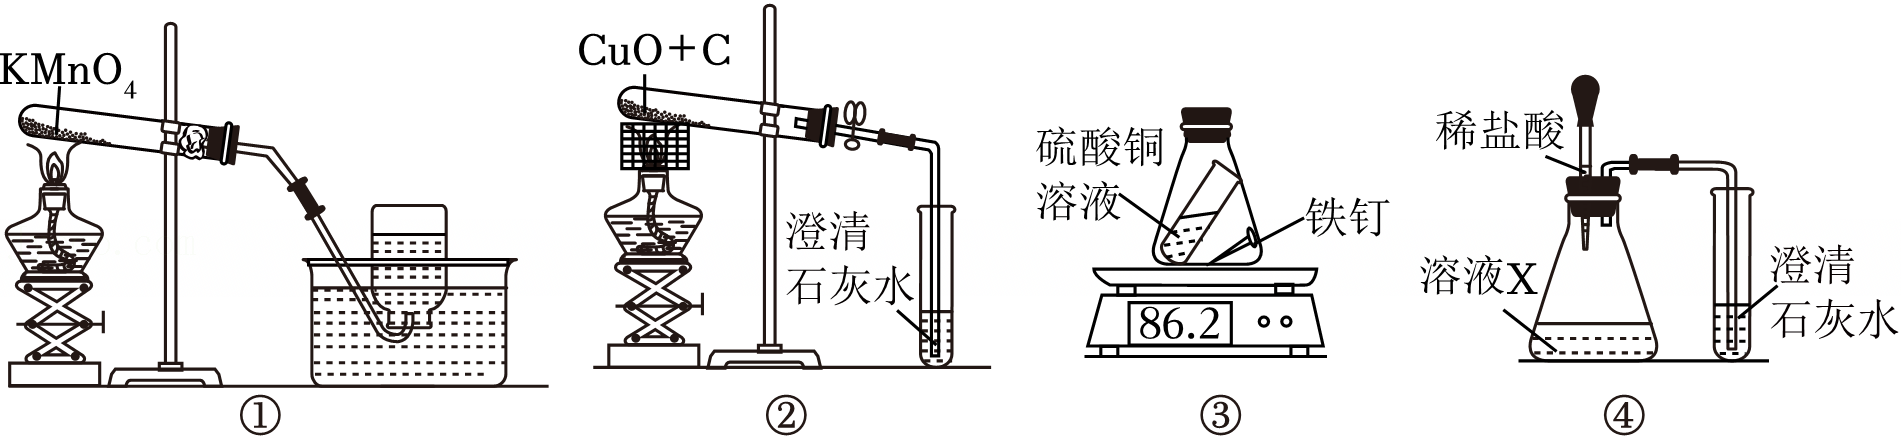 KMnO₄
①
CuO+C
澄清
石灰水
②
硫酸铜
溶液
铁钉
86.2
③
稀盐酸
溶液X
澄清
石灰水
④